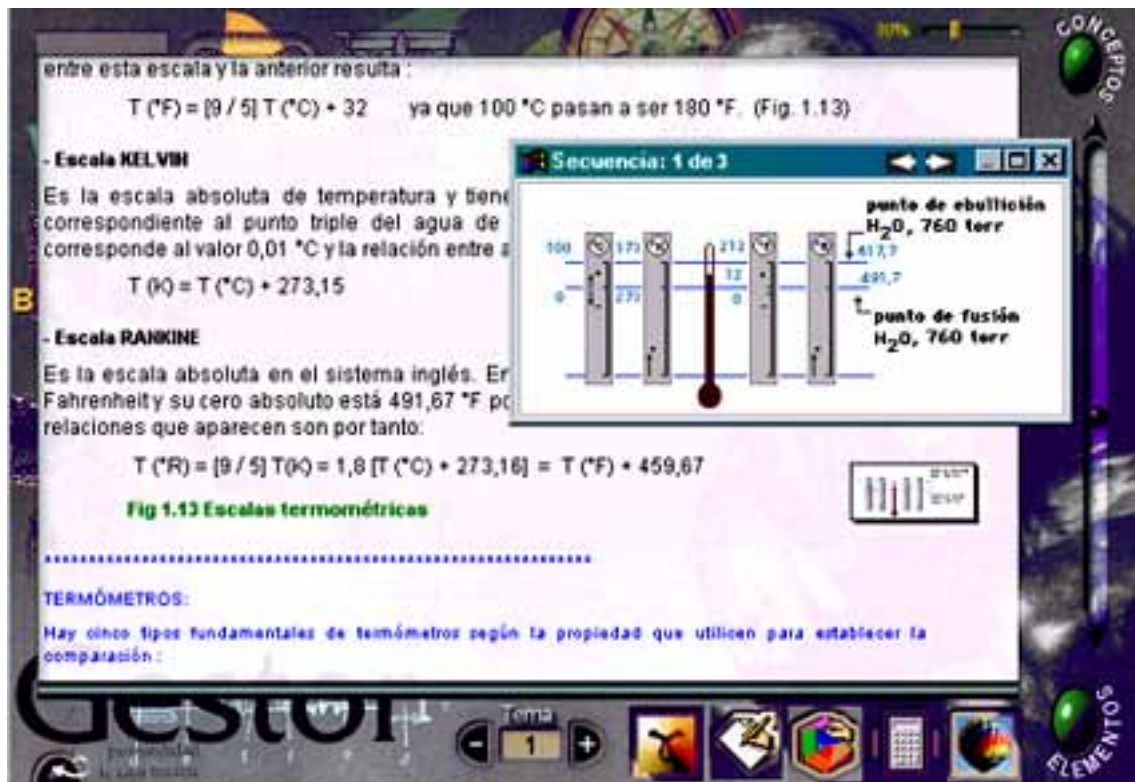 80%
CONCEPTOS
entre esta escala y la anterior resulta :
T (°F) = [9 / 5] T (°C) + 32 ya que 100 °C pasan a ser 180 °F. (Fig. 1.13)
- Escala KELVIN
Es la escala absoluta de temperatura y tiene
correspondiente al punto triple del agua de
corresponde al valor 0,01 °C y la relación entre a
T (K) = T (°C) + 273,15
B
- Escala RANKINE
Es la escala absoluta en el sistema inglés. En
Fahrenheit y su cero absoluto está 491,67 °F po
relaciones que aparecen son por tanto:
T (°R) = [9 / 5] T(K) = 1,8 [T (°C) + 273,16] = T (°F) + 459,67
Fig 1.13 Escalas termométricas
Secuencia: 1 de 3
punto de ebullición
H2O, 760 torr
100 373 212
32 491,7
0 273 0
punto de fusión
H2O, 760 torr
TERMÓMETROS:
Hay cinco tipos fundamentales de termómetros según la propiedad que utilicen para establecer la
comparación :
Gestor
Tema
- 1 +
ELEMENTOS